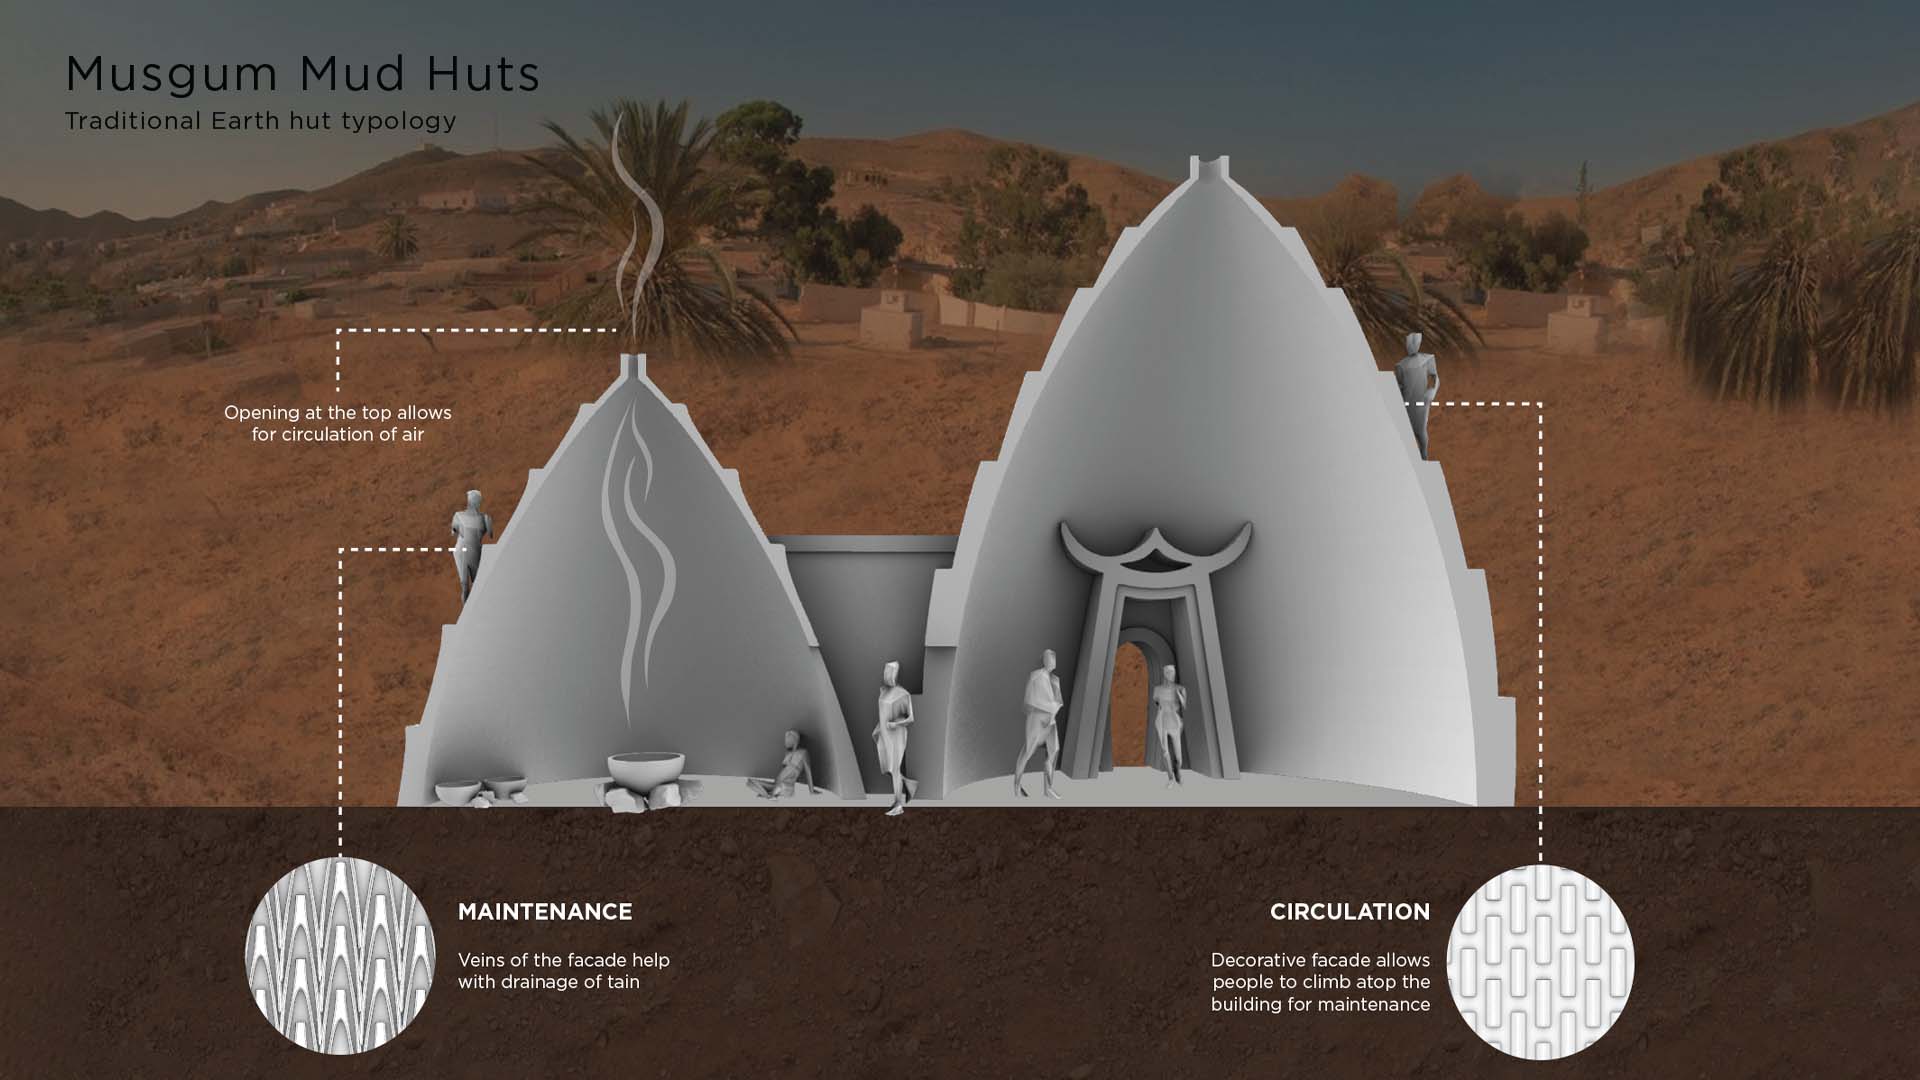 Musgum Mud Huts
Traditional Earth hut typology
Opening at the top allows
for circulation of air
MAINTENANCE
Veins of the facade help
with drainage of tain
CIRCULATION
Decorative facade allows
people to climb atop the
building for maintenance